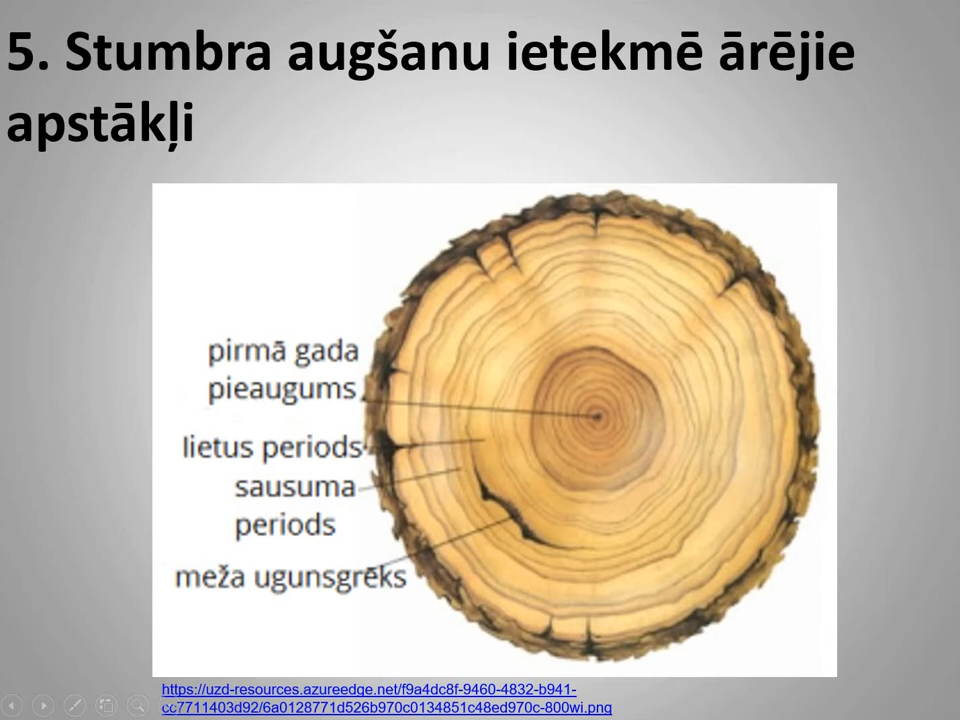 5. Stumbra augšanu ietekmē ārējie
apstākļi
pirmā gada
pieaugums
lietus periods
sausuma
periods
meža ugunsgrēks
https://uzd-resources.azureedge.net/f9a4dc8f-9460-4832-b941-
cc7711403d92/6a0128771d526b970c0134851c48ed970c-800wi.png